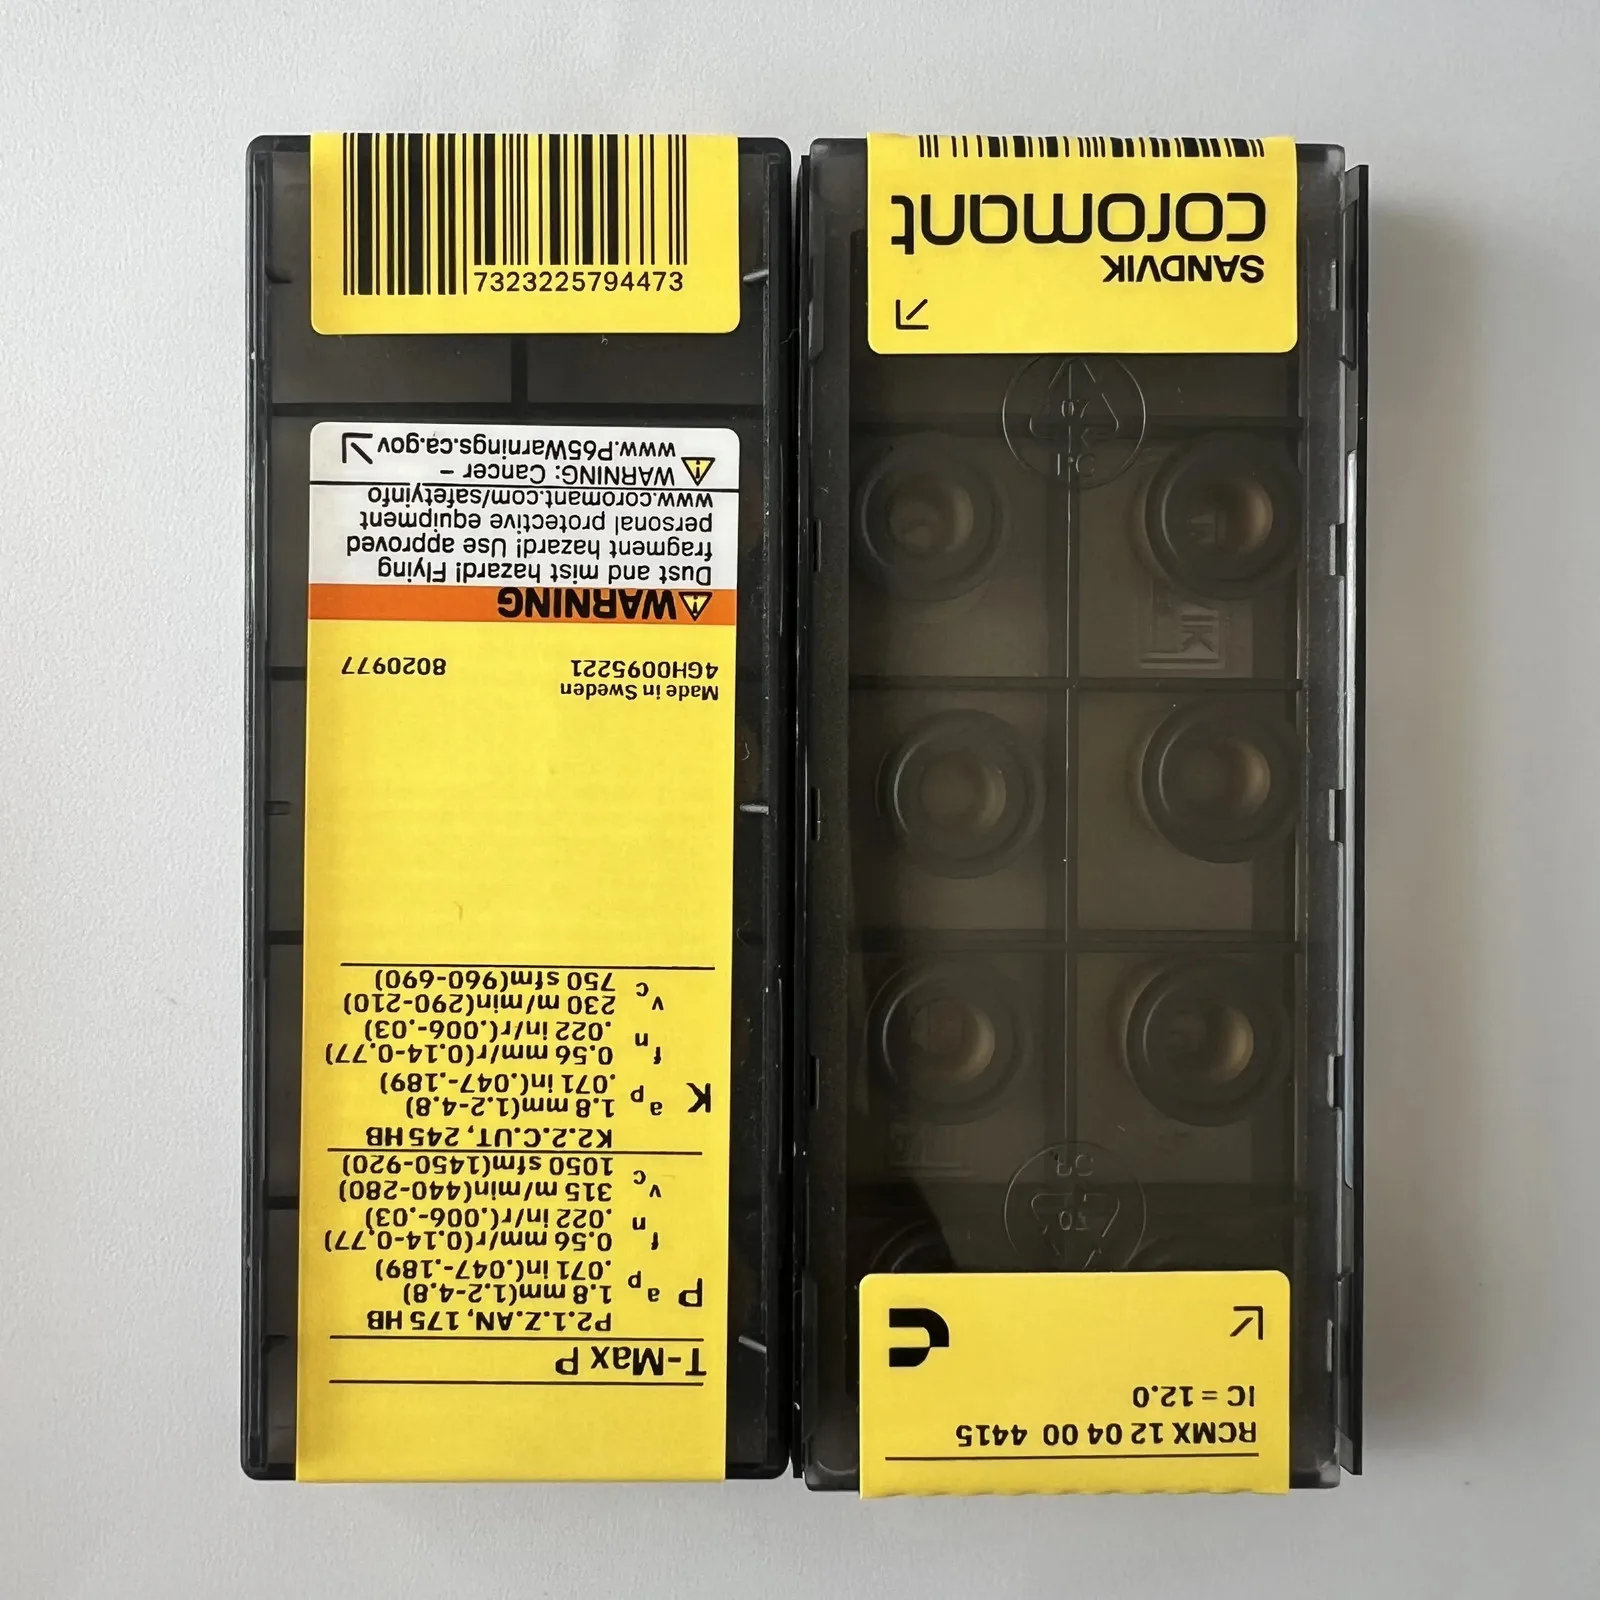 7323225794473
T-Max P
P2.1.Z.AN, 175 HB
P ap 1.8 mm(1.2-4.8)
.071 in(.047-.189)
fn 0.56 mm/r(0.14-0.77)
.022 in/r(.006-.03)
vc 315 m/min(440-280)
1050 sfm(1450-920)
K2.2.C.UT, 245 HB
K ap 1.8 mm(1.2-4.8)
.071 in(.047-.189)
fn 0.56 mm/r(0.14-0.77)
.022 in/r(.006-.03)
vc 230 m/min(290-210)
750 sfm(960-690)
Made in Sweden
4GH0095221 8020977
WARNING
Dust and mist hazard! Flying
fragment hazard! Use approved
personal protective equipment
www.coromant.com/safetyinfo
WARNING: Cancer -
www.P65Warnings.ca.gov
RCMX 12 04 00 4415
IC = 12.0
SANDVIK
coromant
07
PC
07
PC